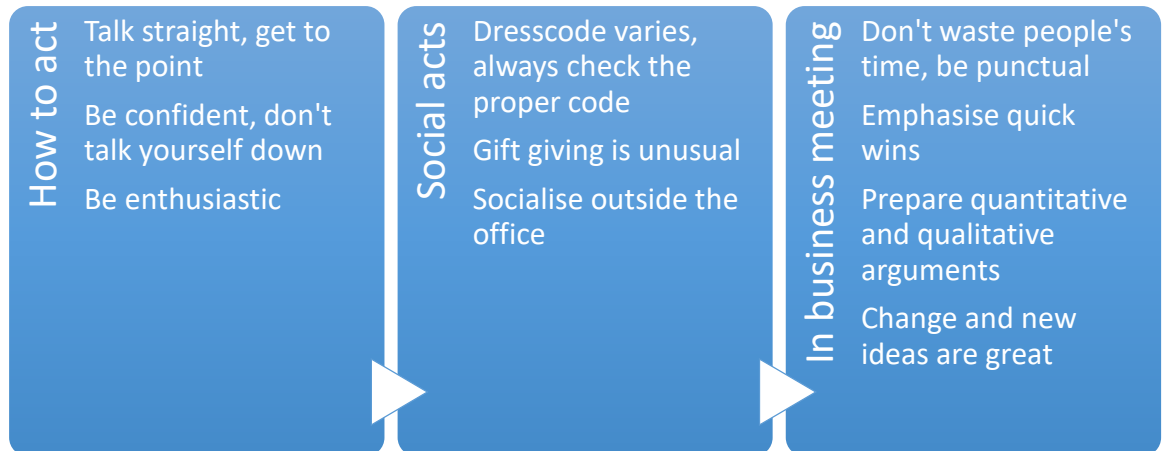 How to act
Talk straight, get to
the point
Be confident, don't
talk yourself down
Be enthusiastic
Social acts
Dresscode varies,
always check the
proper code
Gift giving is unusual
Socialise outside the
office
In business meeting
Don't waste people's
time, be punctual
Emphasise quick
wins
Prepare quantitative
and qualitative
arguments
Change and new
ideas are great